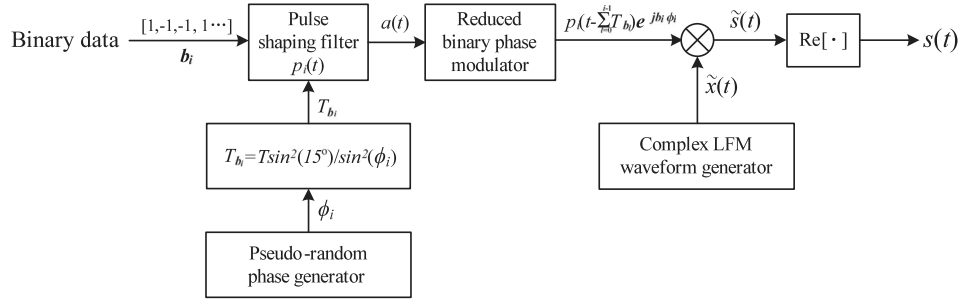 Binary data
[1,-1,-1, 1···]
b_i
Pulse
shaping filter
p_i(t)
a(t)
Reduced
binary phase
modulator
p_i(t-∑_{i=0}^{i-1}T_{b_i})e^{jb_iϕ_i}
s̃(t)
Re[·]
s(t)
x̃(t)
T_{b_i}
T_{b_i}=Tsin²(15°)/sin²(ϕ_i)
Complex LFM
waveform generator
ϕ_i
Pseudo-random
phase generator